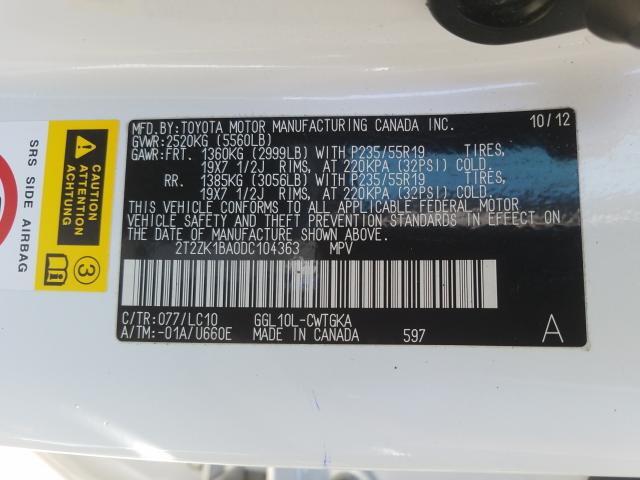 MFD.BY:TOYOTA MOTOR MANUFACTURING CANADA INC. 10/12
GVWR:2520KG (5560LB)
GAWR:FRT. 1360KG (2999LB) WITH P235/55R19 TIRES,
19X7 1/2J RIMS, AT 220KPA (32PSI) COLD.
RR. 1385KG (3056LB) WITH P235/55R19 TIRES,
19X7 1/2J RIMS, AT 220KPA (32PSI) COLD.
THIS VEHICLE CONFORMS TO ALL APPLICABLE FEDERAL MOTOR
VEHICLE SAFETY AND THEFT PREVENTION STANDARDS IN EFFECT ON
THE DATE OF MANUFACTURE SHOWN ABOVE.
2T2ZK1BA0DC104363 MPV
C/TR:077/LC10 GGL10L-CWTGKA
A/TM:-01A/U660E MADE IN CANADA 597 A
SRS SIDE AIRBAG
CAUTION
ATTENTION
ACHTUNG
3